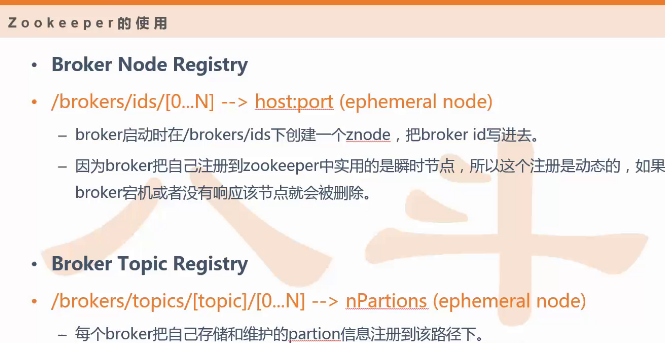 Zookeeper的使用
• Broker Node Registry
• /brokers/ids/[0...N] --> host:port (ephemeral node)
– broker启动时在/brokers/ids下创建一个znode，把broker id写进去。
– 因为broker把自己注册到zookeeper中实用的是瞬时节点，所以这个注册是动态的，如果
broker宕机或者没有响应该节点就会被删除。
• Broker Topic Registry
• /brokers/topics/[topic]/[0...N] --> nPartions (ephemeral node)
– 每个broker把自己存储和维护的partion信息注册到该路径下。
八斗